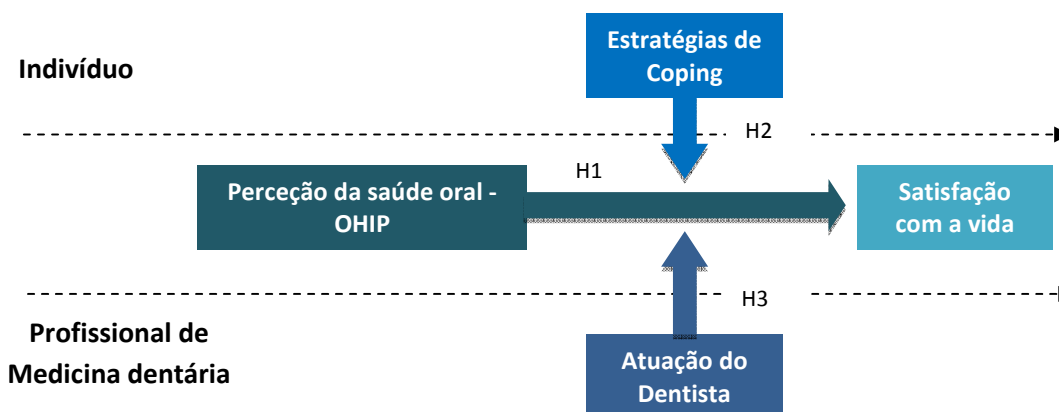 Indivíduo
Estratégias de
Coping
H2
H1
Perceção da saúde oral -
OHIP
Satisfação
com a vida
H3
Profissional de
Medicina dentária
Atuação do
Dentista